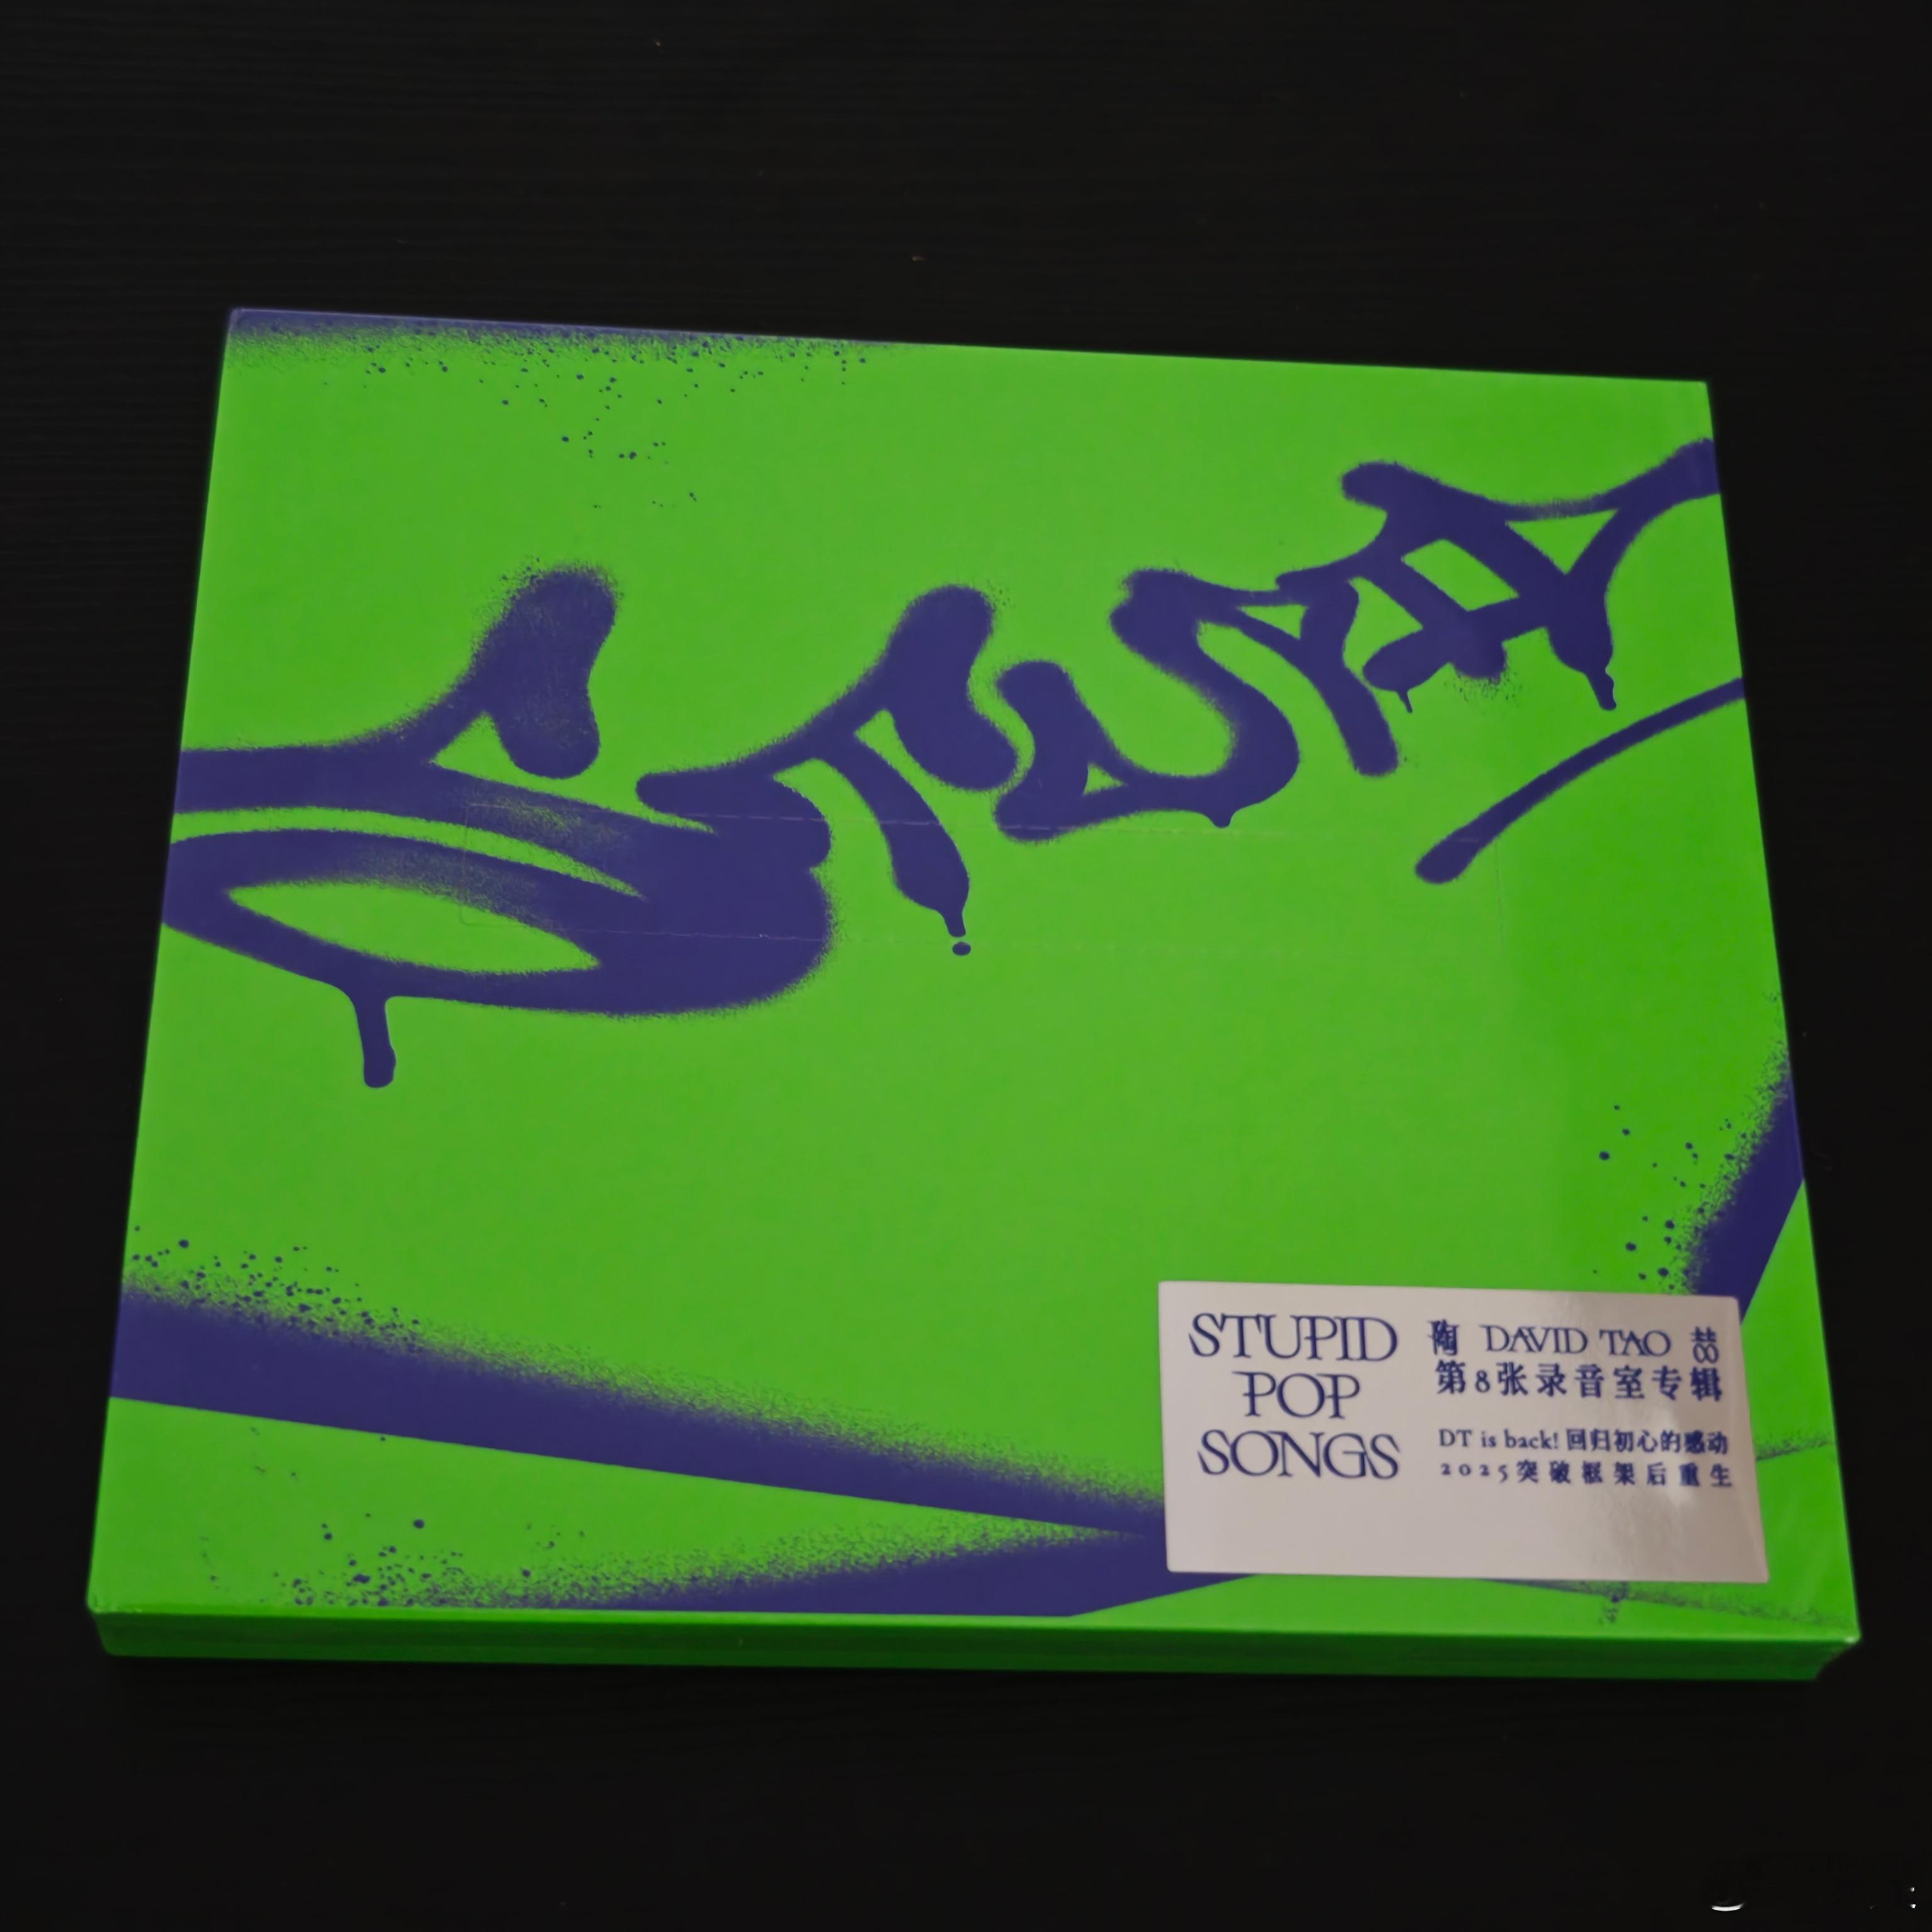 STUPID
POP
SONGS
陶 DAVID TAO 喆
第8张录音室专辑
DT is back! 回归初心的感动
2025突破框架后重生